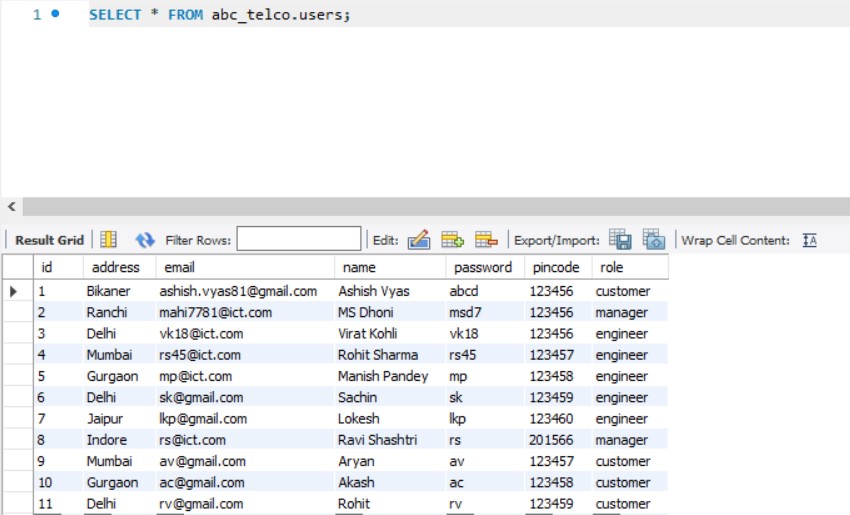 1 SELECT * FROM abc_telco.users;
Result Grid Filter Rows: Edit: Export/Import: Wrap Cell Content:
id address email name password pincode role
1 Bikaner ashish.vyas81@gmail.com Ashish Vyas abcd 123456 customer
2 Ranchi mahi7781@ict.com MS Dhoni msd7 123456 manager
3 Delhi vk18@ict.com Virat Kohli vk18 123456 engineer
4 Mumbai rs45@ict.com Rohit Sharma rs45 123457 engineer
5 Gurgaon mp@ict.com Manish Pandey mp 123458 engineer
6 Delhi sk@gmail.com Sachin sk 123459 engineer
7 Jaipur lkp@gmail.com Lokesh lkp 123460 engineer
8 Indore rs@ict.com Ravi Shashtri rs 201566 manager
9 Mumbai av@gmail.com Aryan av 123457 customer
10 Gurgaon ac@gmail.com Akash ac 123458 customer
11 Delhi rv@gmail.com Rohit rv 123459 customer